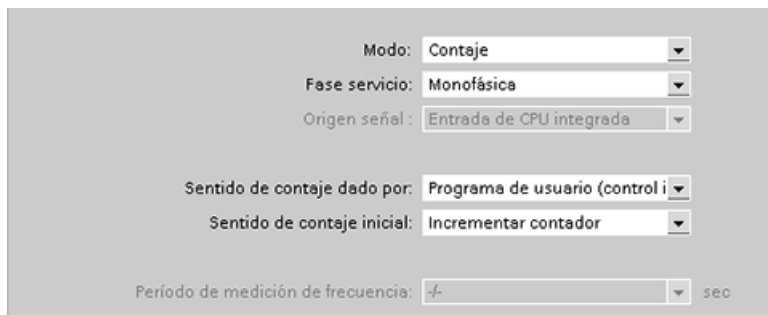 Modo: Contaje
Fase servicio: Monofásica
Origen señal : Entrada de CPU integrada
Sentido de contaje dado por: Programa de usuario (control i
Sentido de contaje inicial: Incrementar contador
Período de medición de frecuencia: -/- sec